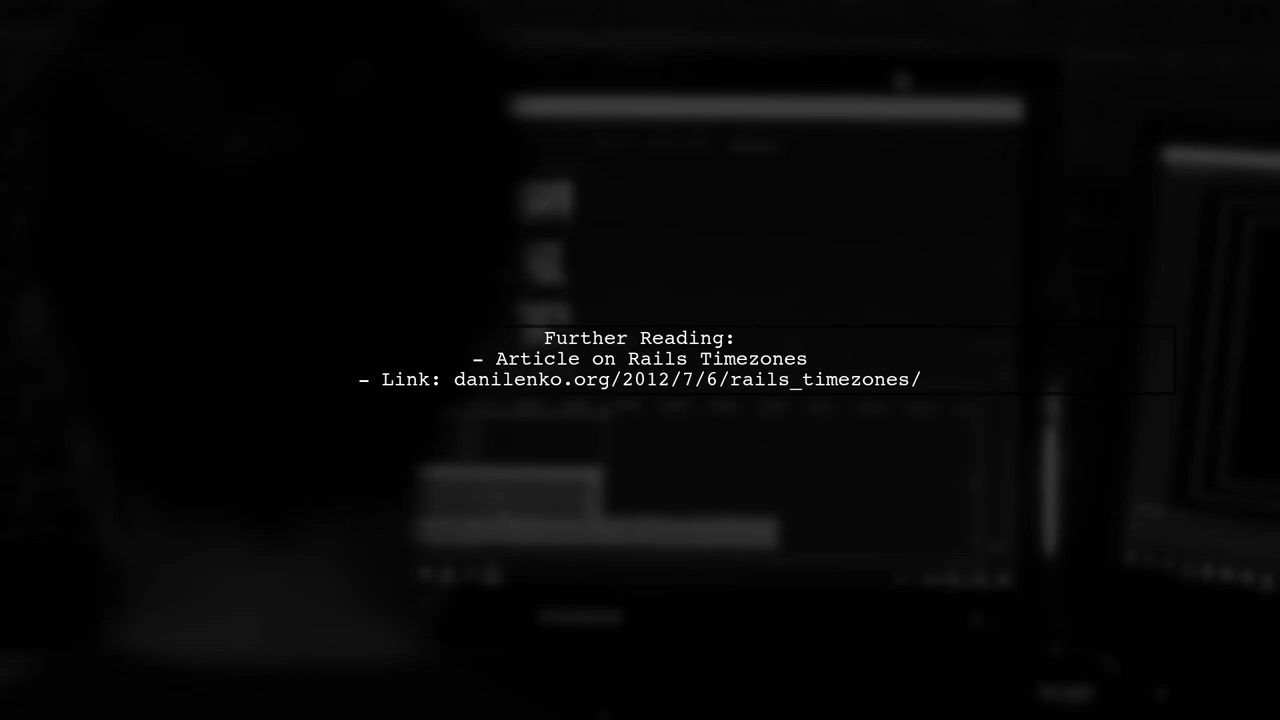 Further Reading:
- Article on Rails Timezones
- Link: danilenko.org/2012/7/6/rails_timezones/